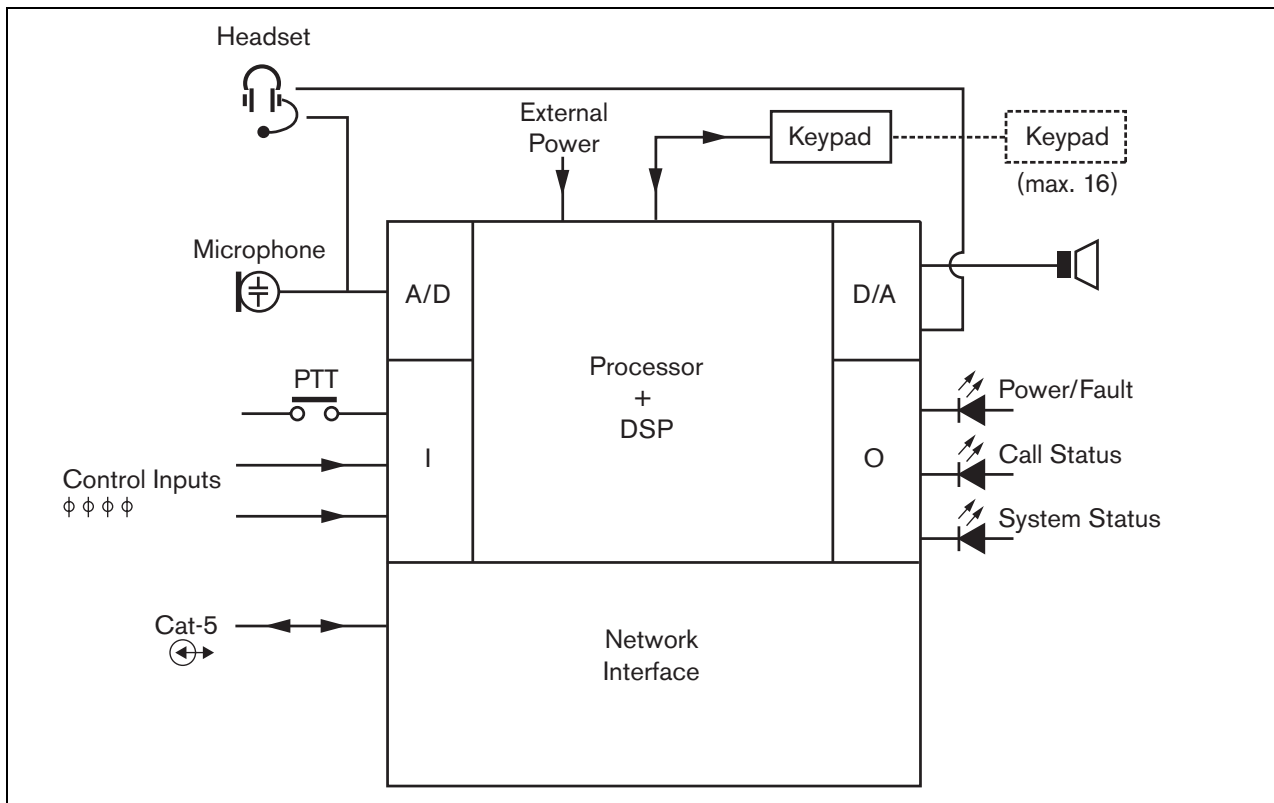 Headset
External
Power
Keypad
Keypad
(max. 16)
Microphone
A/D
D/A
Processor
+
DSP
PTT
I
O
Power/Fault
Call Status
System Status
Control Inputs
Cat-5
Network
Interface